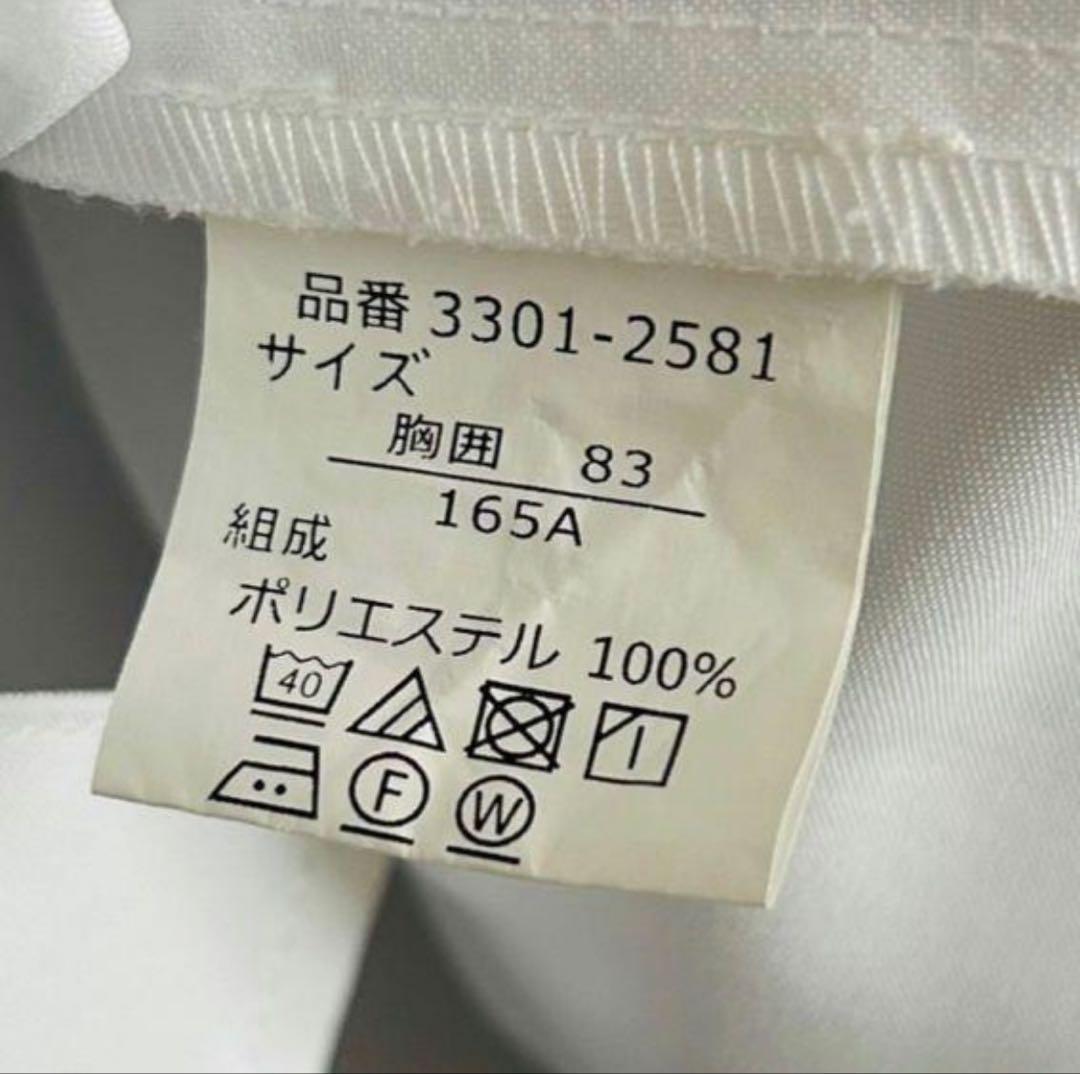 品番 3301-2581
サイズ
胸囲 83
165A
組成
ポリエステル 100%
40
F W